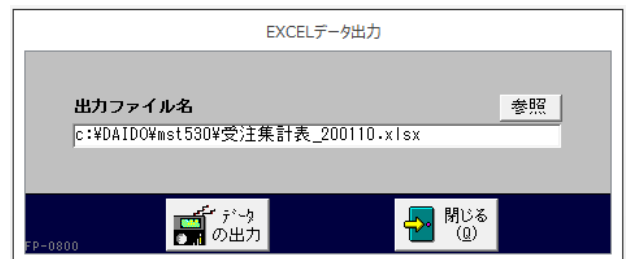 EXCELデータ出力
出力ファイル名
参照
c:¥DAIDO¥mst530¥受注集計表_200110.xlsx
データ
の出力
閉じる
(Q)
FP-0800